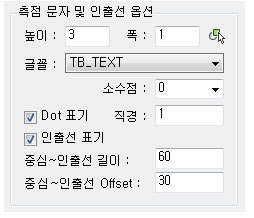 측점 문자 및 인출선 옵션
높이 : 3 폭 : 1
글꼴 : TB_TEXT
소수점 : 0
Dot 표기 직경 : 1
인출선 표기
중심~인출선 길이 : 60
중심~인출선 Offset : 30